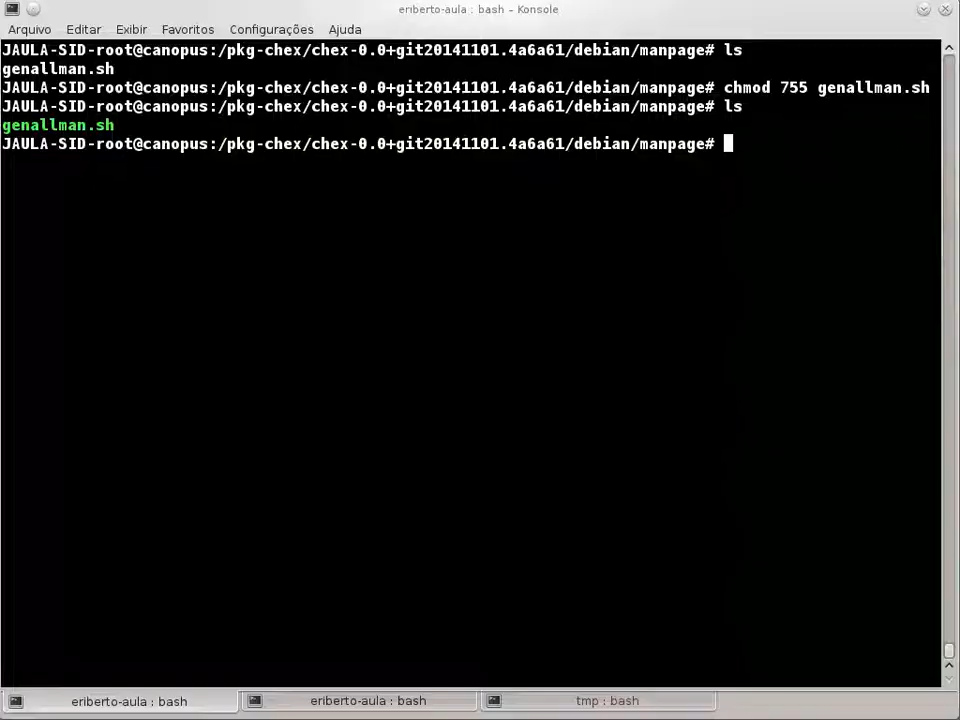 eriberto-aula : bash – Konsole
Arquivo Editar Exibir Favoritos Configurações Ajuda
JAULA-SID-root@canopus:/pkg-chex/chex-0.0+git20141101.4a6a61/debian/manpage# ls
genallman.sh
JAULA-SID-root@canopus:/pkg-chex/chex-0.0+git20141101.4a6a61/debian/manpage# chmod 755 genallman.sh
JAULA-SID-root@canopus:/pkg-chex/chex-0.0+git20141101.4a6a61/debian/manpage# ls
genallman.sh
JAULA-SID-root@canopus:/pkg-chex/chex-0.0+git20141101.4a6a61/debian/manpage#
eriberto-aula : bash eriberto-aula : bash tmp : bash